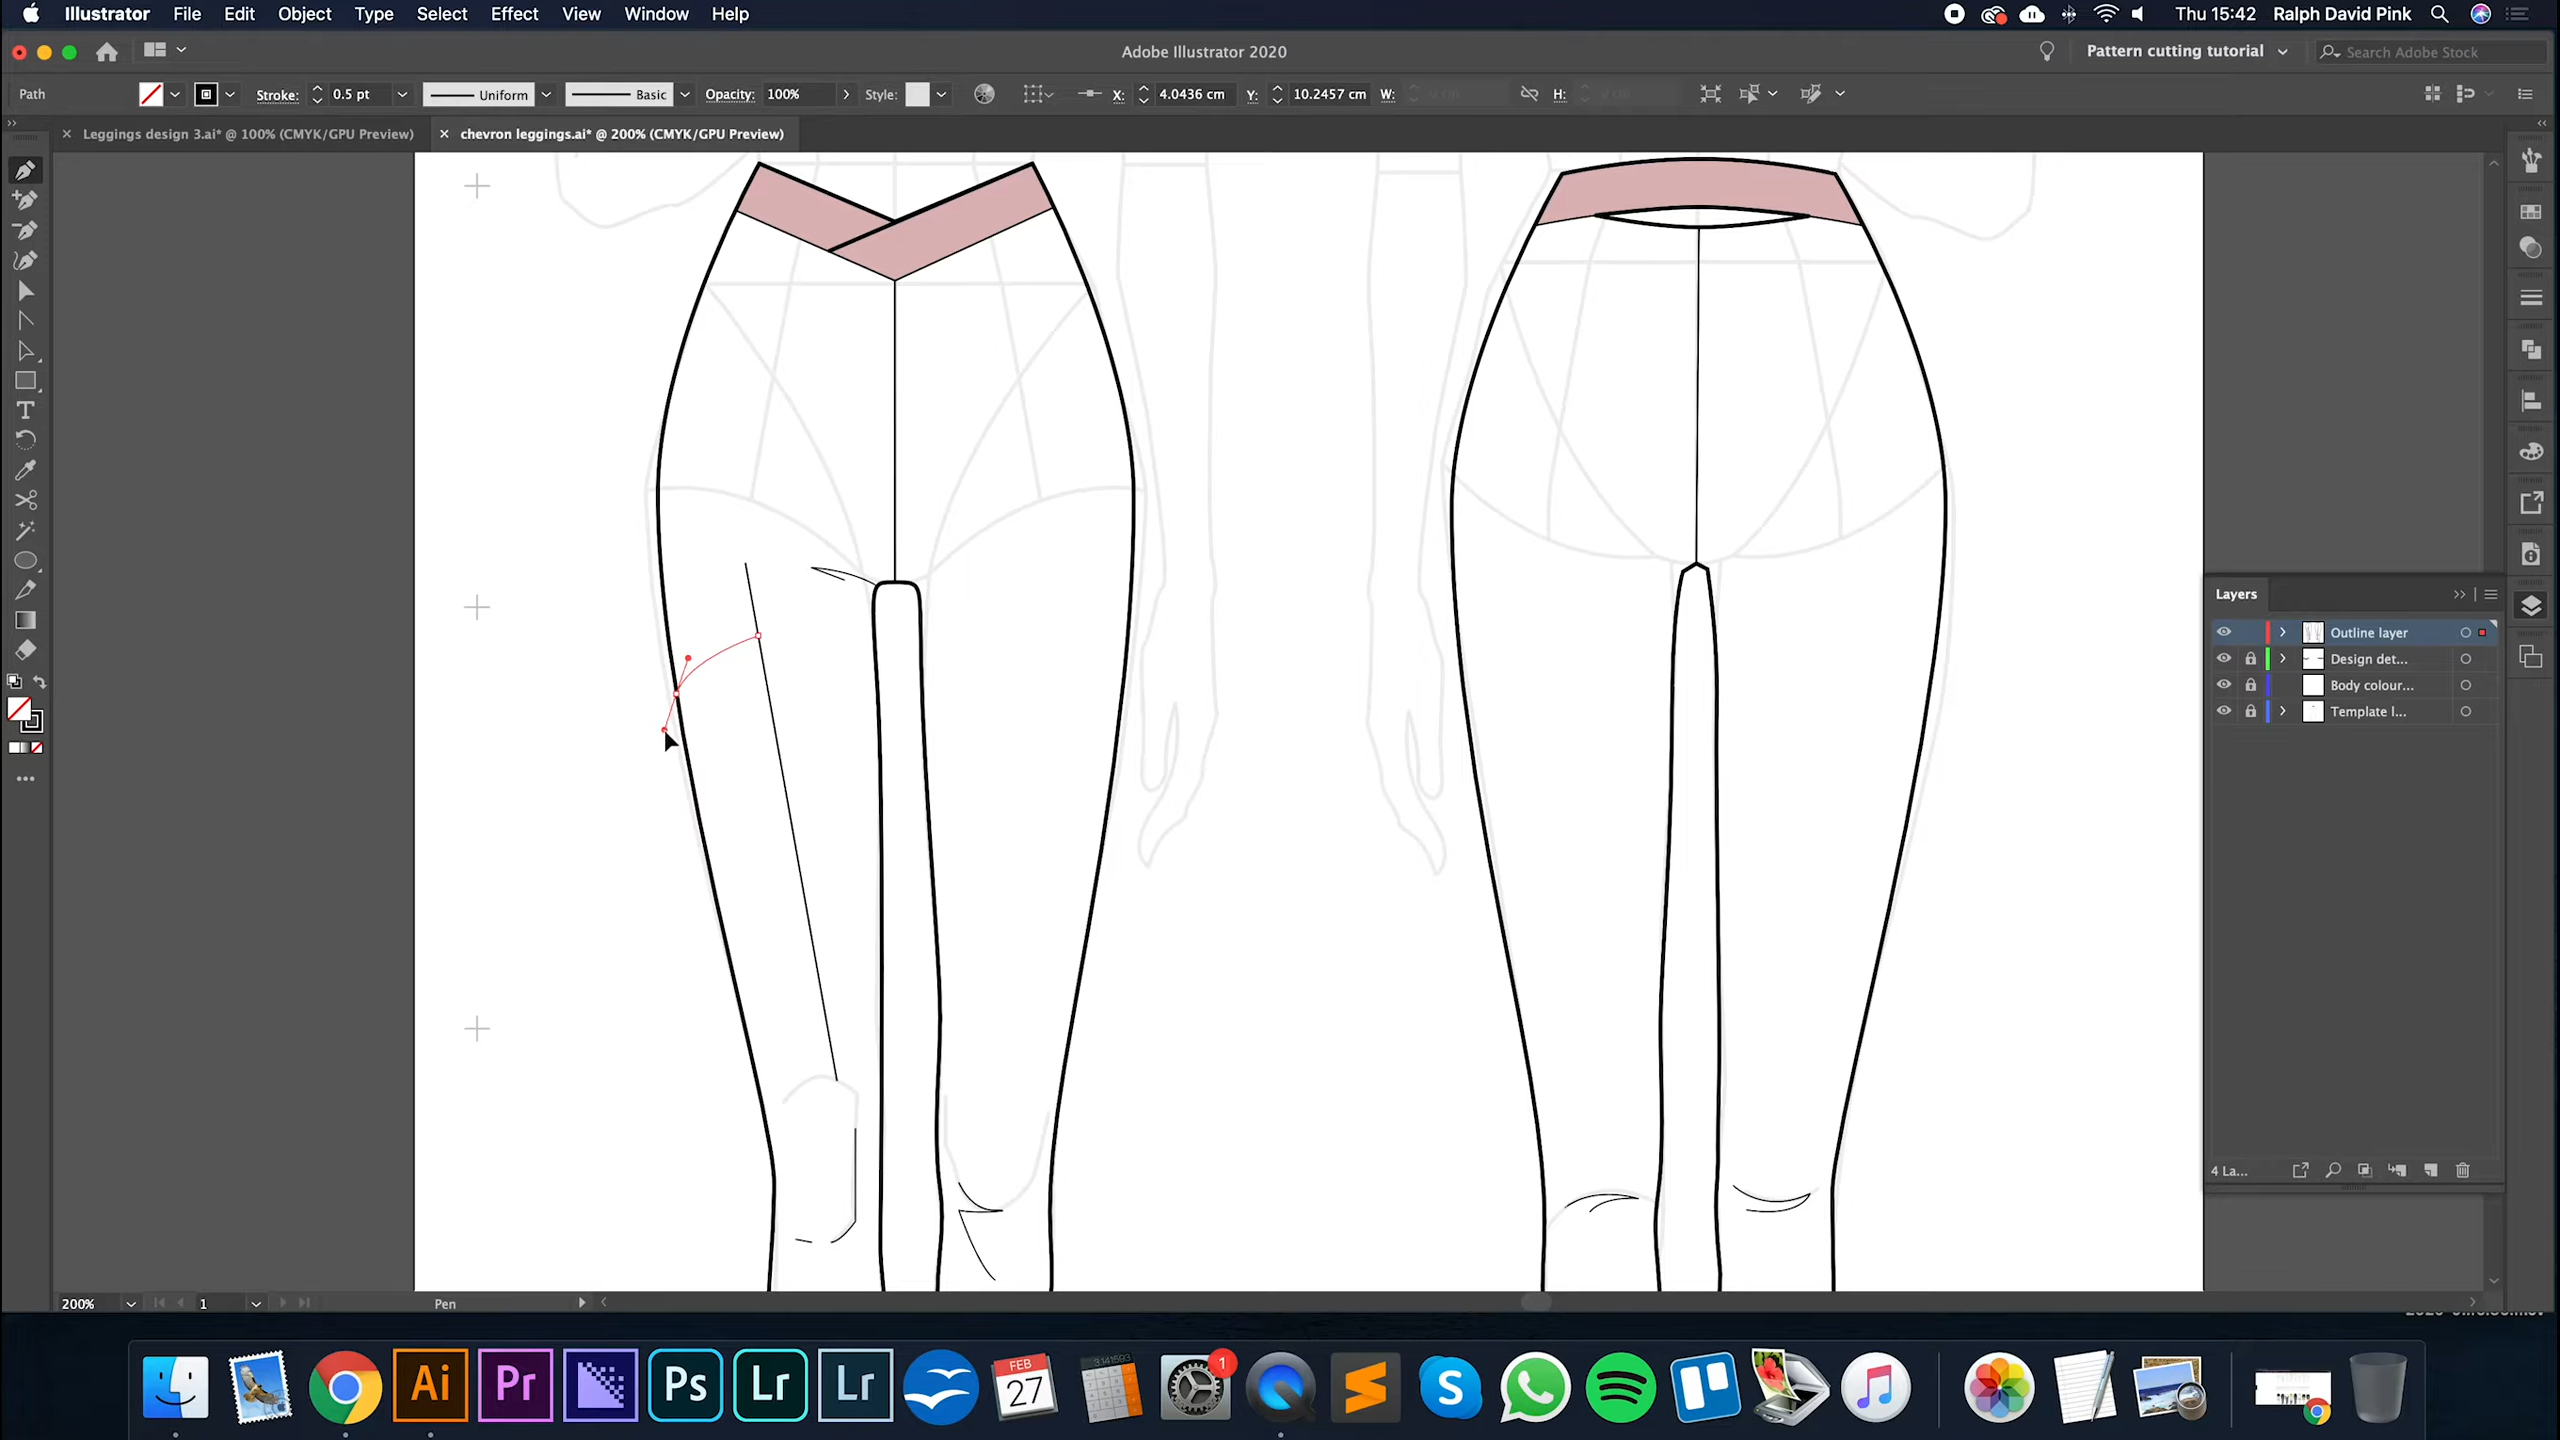 Illustrator File Edit Object Type Select Effect View Window Help Thu 15:42 Ralph David Pink
Adobe Illustrator 2020 Pattern cutting tutorial Search Adobe Stock
Path Stroke: 0.5 pt Uniform Basic Opacity: 100% Style: X: 4.0436 cm Y: 10.2457 cm W: H:
Leggings design 3.ai* @ 100% (CMYK/GPU Preview) chevron leggings.ai* @ 200% (CMYK/GPU Preview)
Layers
Outline layer
Design det...
Body colour...
Template l...
4 La...
200% 1 Pen
Ai Pr Ps Lr Lr FEB 27 1 S